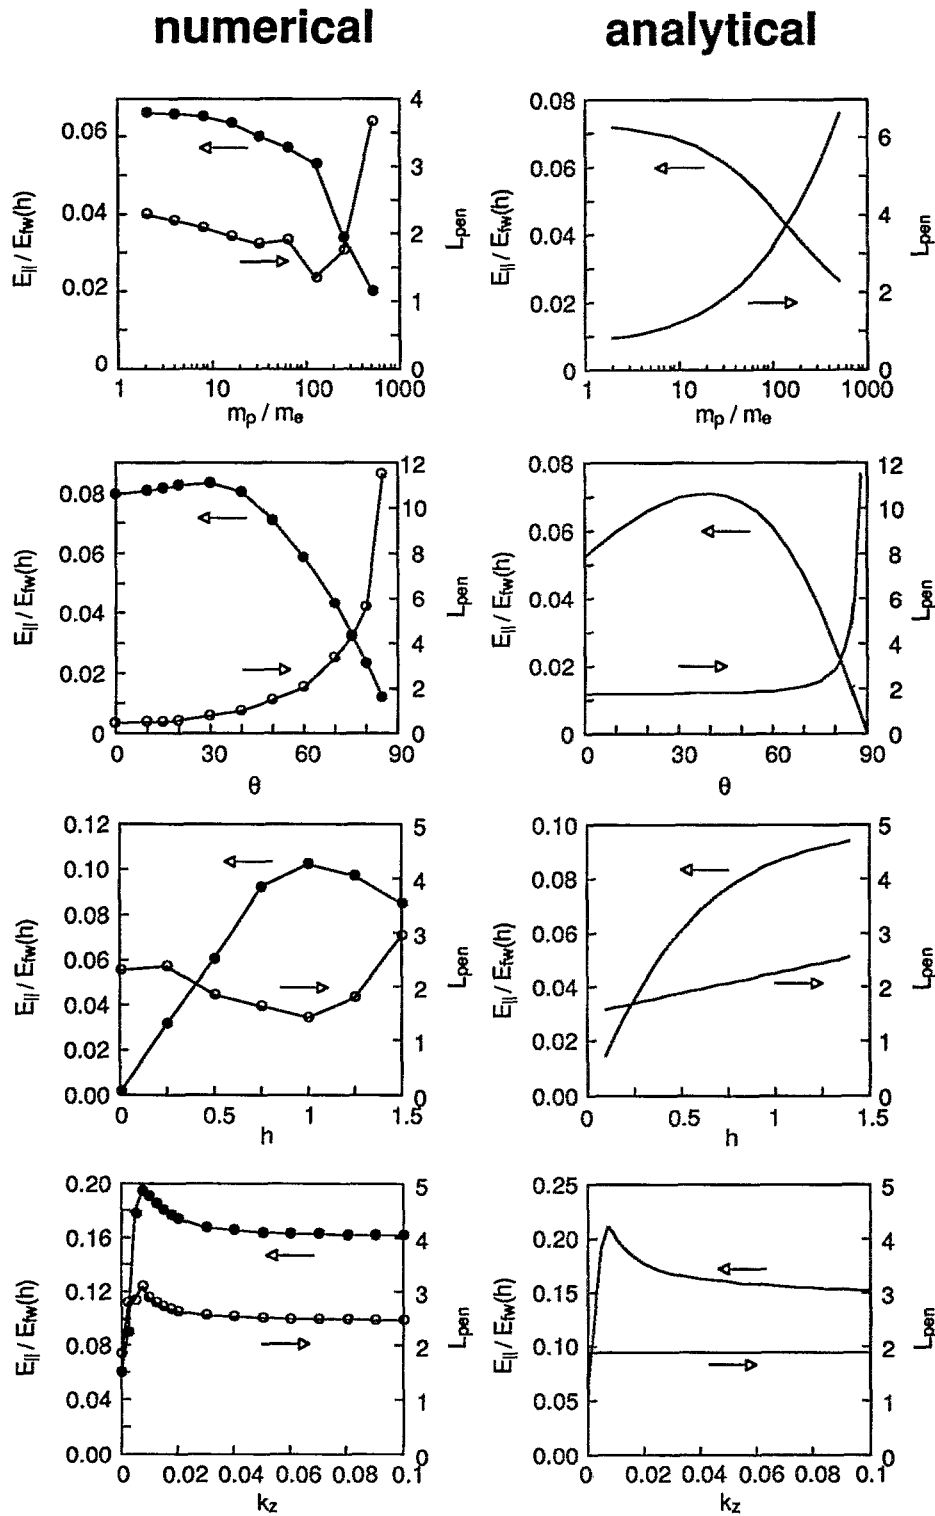 numerical analytical
E|| / Efw(h)
0.06
0.04
0.02
0
4
3
2
1
0
Lpen
1 10 100 1000
mp / me
E|| / Efw(h)
0.08
0.06
0.04
0.02
0
6
4
2
0
Lpen
1 10 100 1000
mp / me
E|| / Efw(h)
0.08
0.06
0.04
0.02
0
12
10
8
6
4
2
0
Lpen
0 30 60 90
θ
E|| / Efw(h)
0.08
0.06
0.04
0.02
0
12
10
8
6
4
2
0
Lpen
0 30 60 90
θ
E|| / Efw(h)
0.12
0.10
0.08
0.06
0.04
0.02
0.00
5
4
3
2
1
0
Lpen
0 0.5 1 1.5
h
E|| / Efw(h)
0.10
0.08
0.06
0.04
0.02
0.00
5
4
3
2
1
0
Lpen
0 0.5 1 1.5
h
E|| / Efw(h)
0.20
0.16
0.12
0.08
0.04
0.00
5
4
3
2
1
0
Lpen
0 0.02 0.04 0.06 0.08 0.1
kz
E|| / Efw(h)
0.25
0.20
0.15
0.10
0.05
0.00
5
4
3
2
1
0
Lpen
0 0.02 0.04 0.06 0.08 0.1
kz